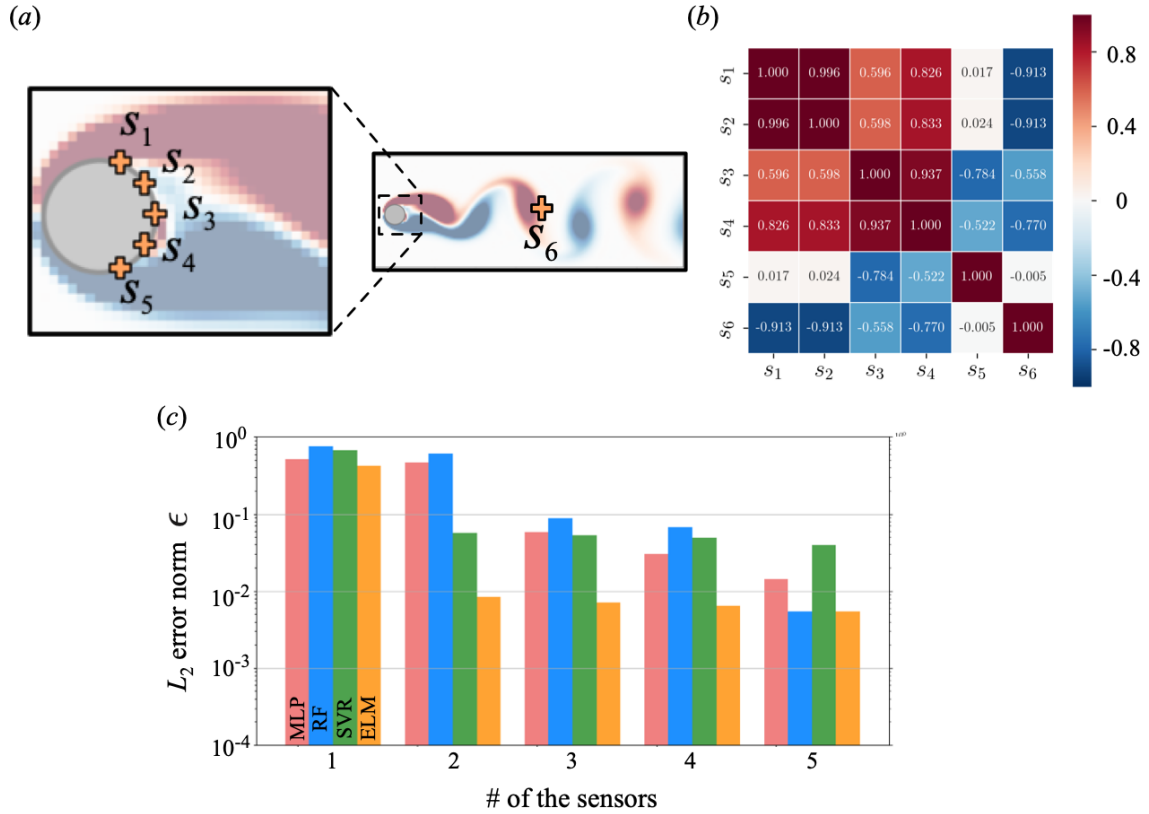 (a)
(b)
S1
S2
S3
S4
S5
S6
s1 1.000 0.996 0.596 0.826 0.017 -0.913
s2 0.996 1.000 0.598 0.833 0.024 -0.913
s3 0.596 0.598 1.000 0.937 -0.784 -0.558
s4 0.826 0.833 0.937 1.000 -0.522 -0.770
s5 0.017 0.024 -0.784 -0.522 1.000 -0.005
s6 -0.913 -0.913 -0.558 -0.770 -0.005 1.000
s1 s2 s3 s4 s5 s6
0.8
0.4
0
-0.4
-0.8
(c)
L2 error norm ϵ
10^0
10^-1
10^-2
10^-3
10^-4
MLP
RF
SVR
ELM
1 2 3 4 5
# of the sensors